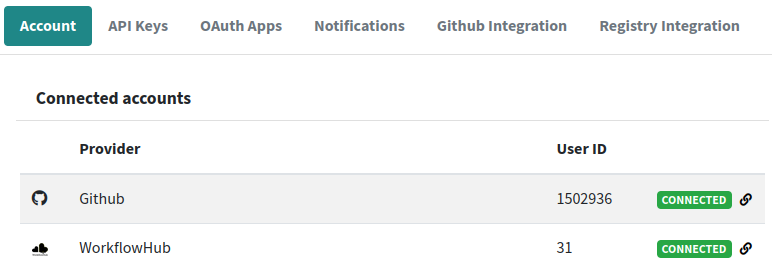 Account API Keys OAuth Apps Notifications Github Integration Registry Integration
Connected accounts
Provider User ID
Github 1502936 CONNECTED
WorkflowHub 31 CONNECTED